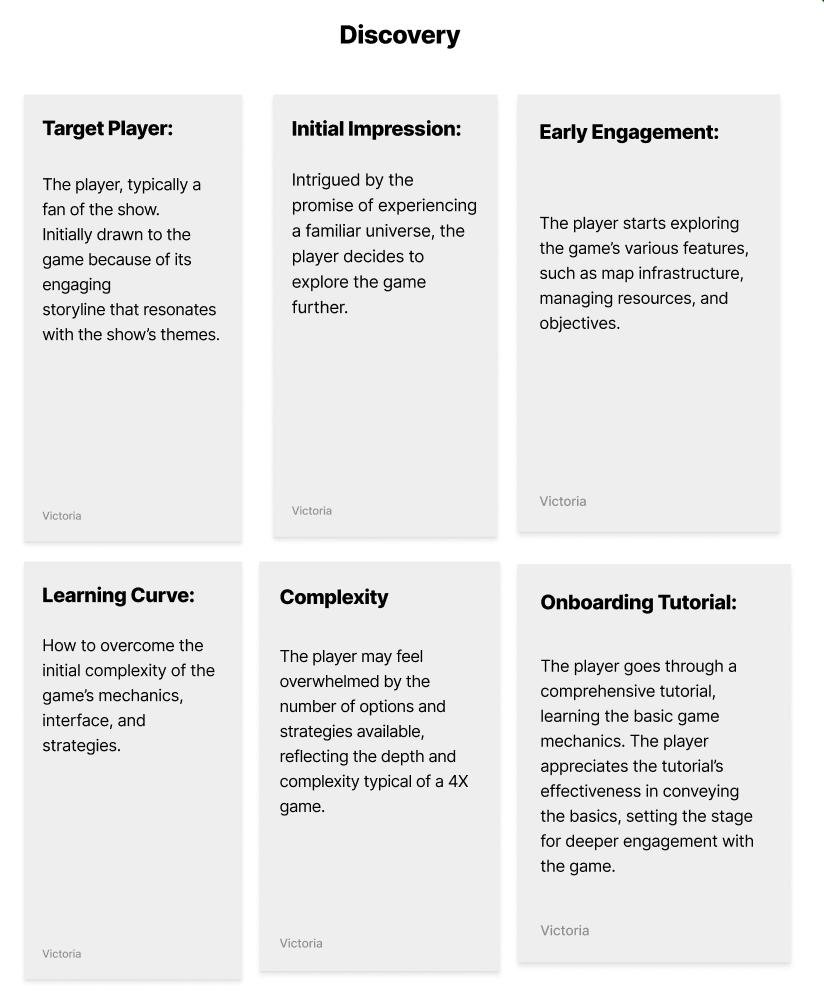 Discovery
Target Player:
The player, typically a
fan of the show.
Initially drawn to the
game because of its
engaging
storyline that resonates
with the show’s themes.
Victoria
Initial Impression:
Intrigued by the
promise of experiencing
a familiar universe, the
player decides to
explore the game
further.
Victoria
Early Engagement:
The player starts exploring
the game’s various features,
such as map infrastructure,
managing resources, and
objectives.
Victoria
Learning Curve:
How to overcome the
initial complexity of the
game’s mechanics,
interface, and
strategies.
Victoria
Complexity
The player may feel
overwhelmed by the
number of options and
strategies available,
reflecting the depth and
complexity typical of a 4X
game.
Victoria
Onboarding Tutorial:
The player goes through a
comprehensive tutorial,
learning the basic game
mechanics. The player
appreciates the tutorial’s
effectiveness in conveying
the basics, setting the stage
for deeper engagement with
the game.
Victoria